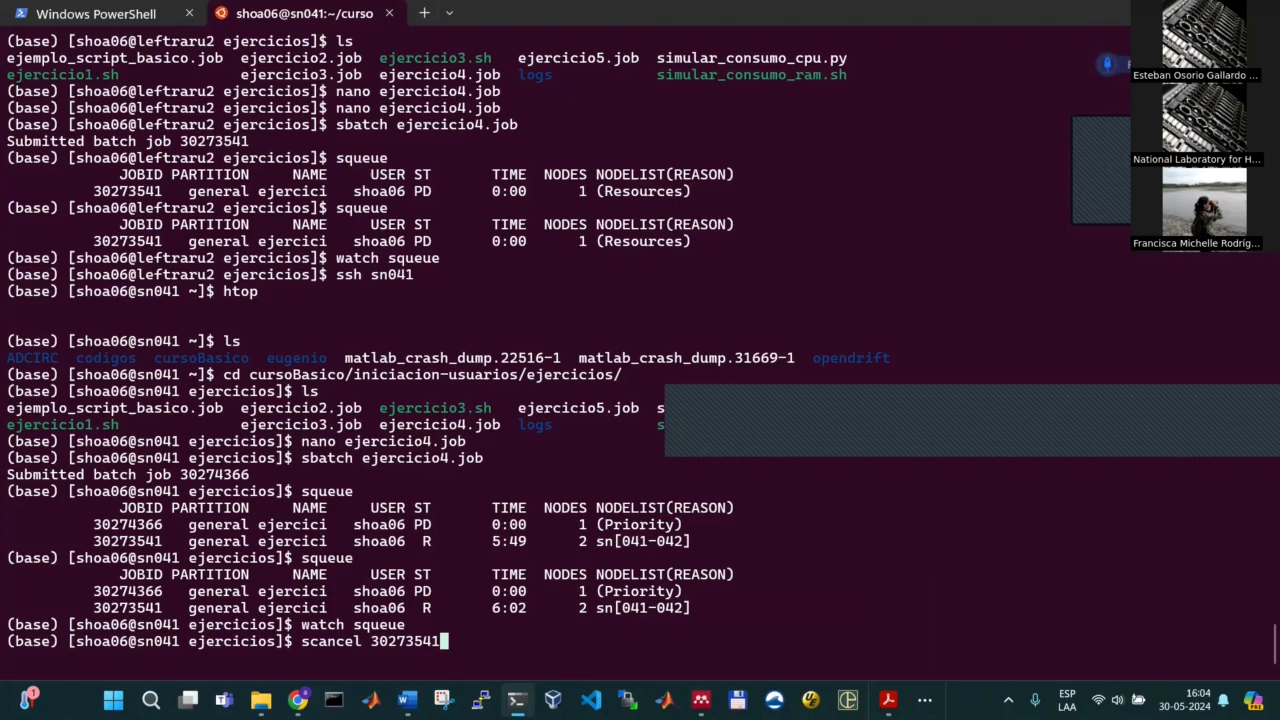 Windows PowerShell
shoa06@sn041:~/curso
(base) [shoa06@leftraru2 ejercicios]$ ls
ejemplo_script_basico.job ejercicio2.job ejercicio3.sh ejercicio5.job simular_consumo_cpu.py
ejercicio1.sh ejercicio3.job ejercicio4.job logs simular_consumo_ram.sh
(base) [shoa06@leftraru2 ejercicios]$ nano ejercicio4.job
(base) [shoa06@leftraru2 ejercicios]$ nano ejercicio4.job
(base) [shoa06@leftraru2 ejercicios]$ sbatch ejercicio4.job
Submitted batch job 30273541
(base) [shoa06@leftraru2 ejercicios]$ squeue
JOBID PARTITION NAME USER ST TIME NODES NODELIST(REASON)
30273541 general ejercici shoa06 PD 0:00 1 (Resources)
(base) [shoa06@leftraru2 ejercicios]$ squeue
JOBID PARTITION NAME USER ST TIME NODES NODELIST(REASON)
30273541 general ejercici shoa06 PD 0:00 1 (Resources)
(base) [shoa06@leftraru2 ejercicios]$ watch squeue
(base) [shoa06@leftraru2 ejercicios]$ ssh sn041
(base) [shoa06@sn041 ~]$ htop
(base) [shoa06@sn041 ~]$ ls
ADCIRC codigos cursoBasico eugenio matlab_crash_dump.22516-1 matlab_crash_dump.31669-1 opendrift
(base) [shoa06@sn041 ~]$ cd cursoBasico/iniciacion-usuarios/ejercicios/
(base) [shoa06@sn041 ejercicios]$ ls
ejemplo_script_basico.job ejercicio2.job ejercicio3.sh ejercicio5.job s
ejercicio1.sh ejercicio3.job ejercicio4.job logs s
(base) [shoa06@sn041 ejercicios]$ nano ejercicio4.job
(base) [shoa06@sn041 ejercicios]$ sbatch ejercicio4.job
Submitted batch job 30274366
(base) [shoa06@sn041 ejercicios]$ squeue
JOBID PARTITION NAME USER ST TIME NODES NODELIST(REASON)
30274366 general ejercici shoa06 PD 0:00 1 (Priority)
30273541 general ejercici shoa06 R 5:49 2 sn[041-042]
(base) [shoa06@sn041 ejercicios]$ squeue
JOBID PARTITION NAME USER ST TIME NODES NODELIST(REASON)
30274366 general ejercici shoa06 PD 0:00 1 (Priority)
30273541 general ejercici shoa06 R 6:02 2 sn[041-042]
(base) [shoa06@sn041 ejercicios]$ watch squeue
(base) [shoa06@sn041 ejercicios]$ scancel 30273541
Esteban Osorio Gallardo ...
National Laboratory for H...
Francisca Michelle Rodríg...
1
ESP
LAA
16:04
30-05-2024